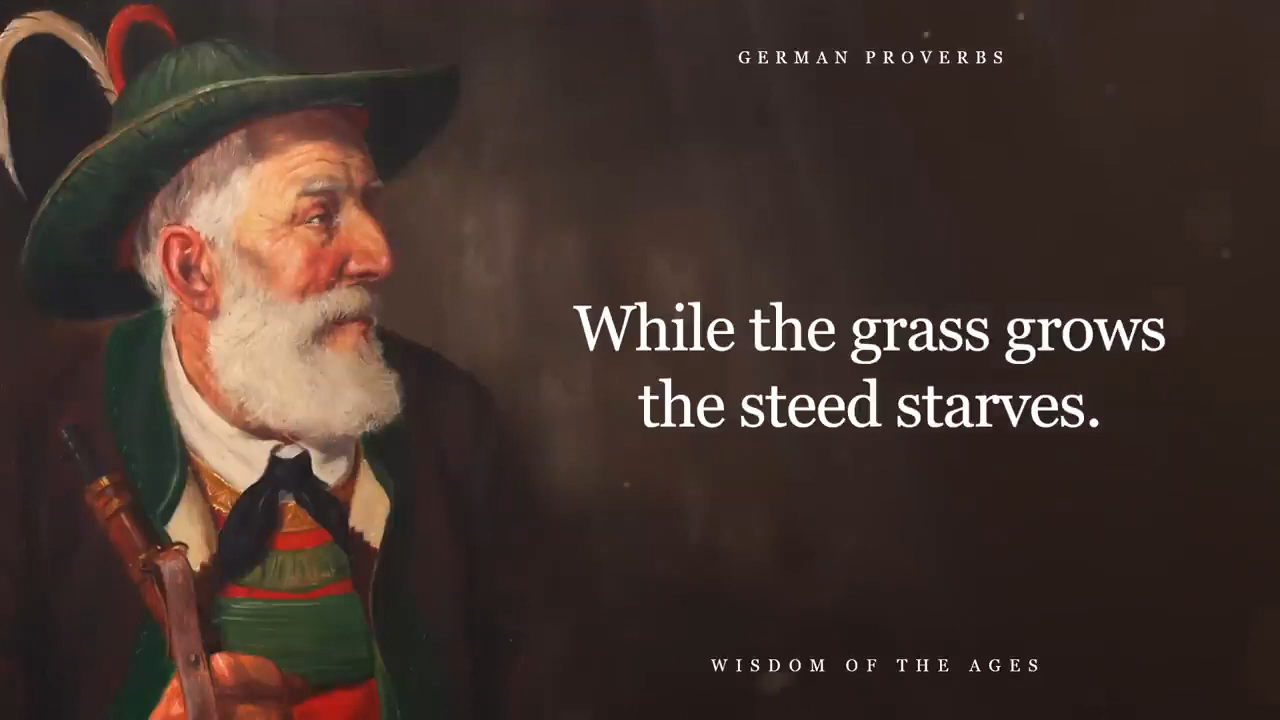 GERMAN PROVERBS
While the grass grows
the steed starves.
WISDOM OF THE AGES